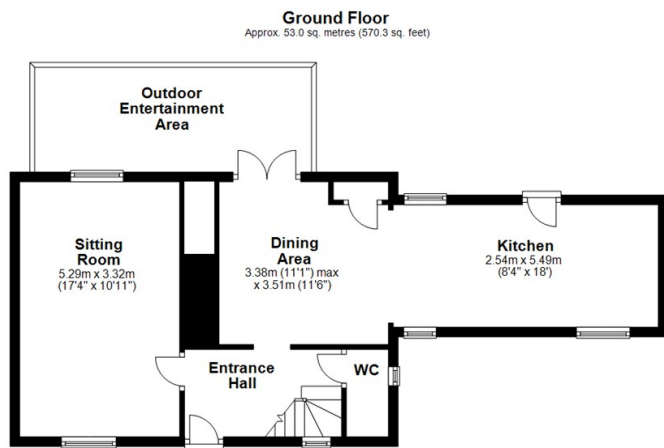 Ground Floor
Approx. 53.0 sq. metres (570.3 sq. feet)
Outdoor
Entertainment
Area
Sitting
Room
5.29m x 3.32m
(17'4" x 10'11")
Dining
Area
3.38m (11'1") max
x 3.51m (11'6")
Kitchen
2.54m x 5.49m
(8'4" x 18')
Entrance
Hall
WC